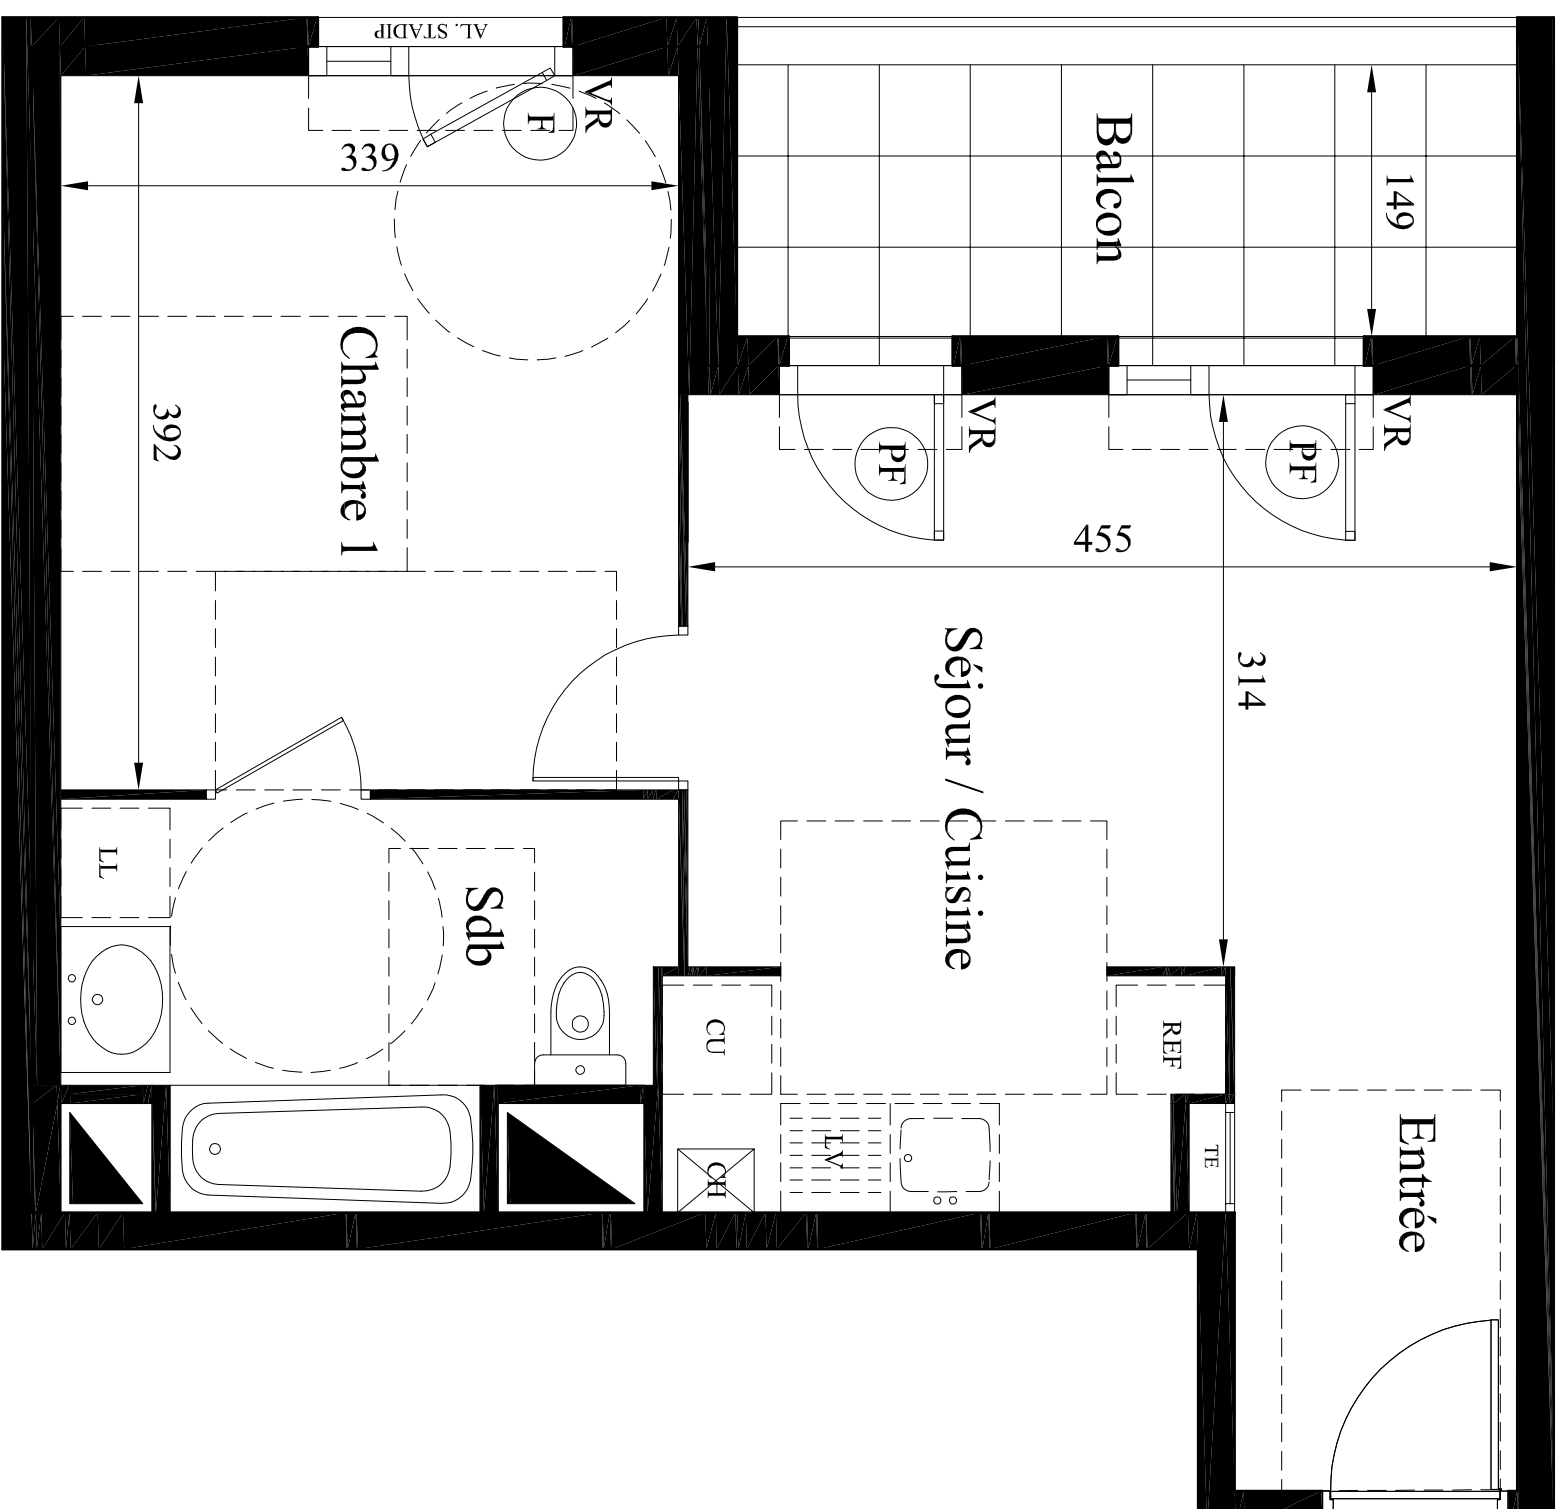 AL. STADIP
VR
F
339
392
Chambre 1
Balcon
149
VR
PF
VR
PF
455
314
Séjour / Cuisine
LL
Sdb
CU
REF
LV
CH
TE
Entrée